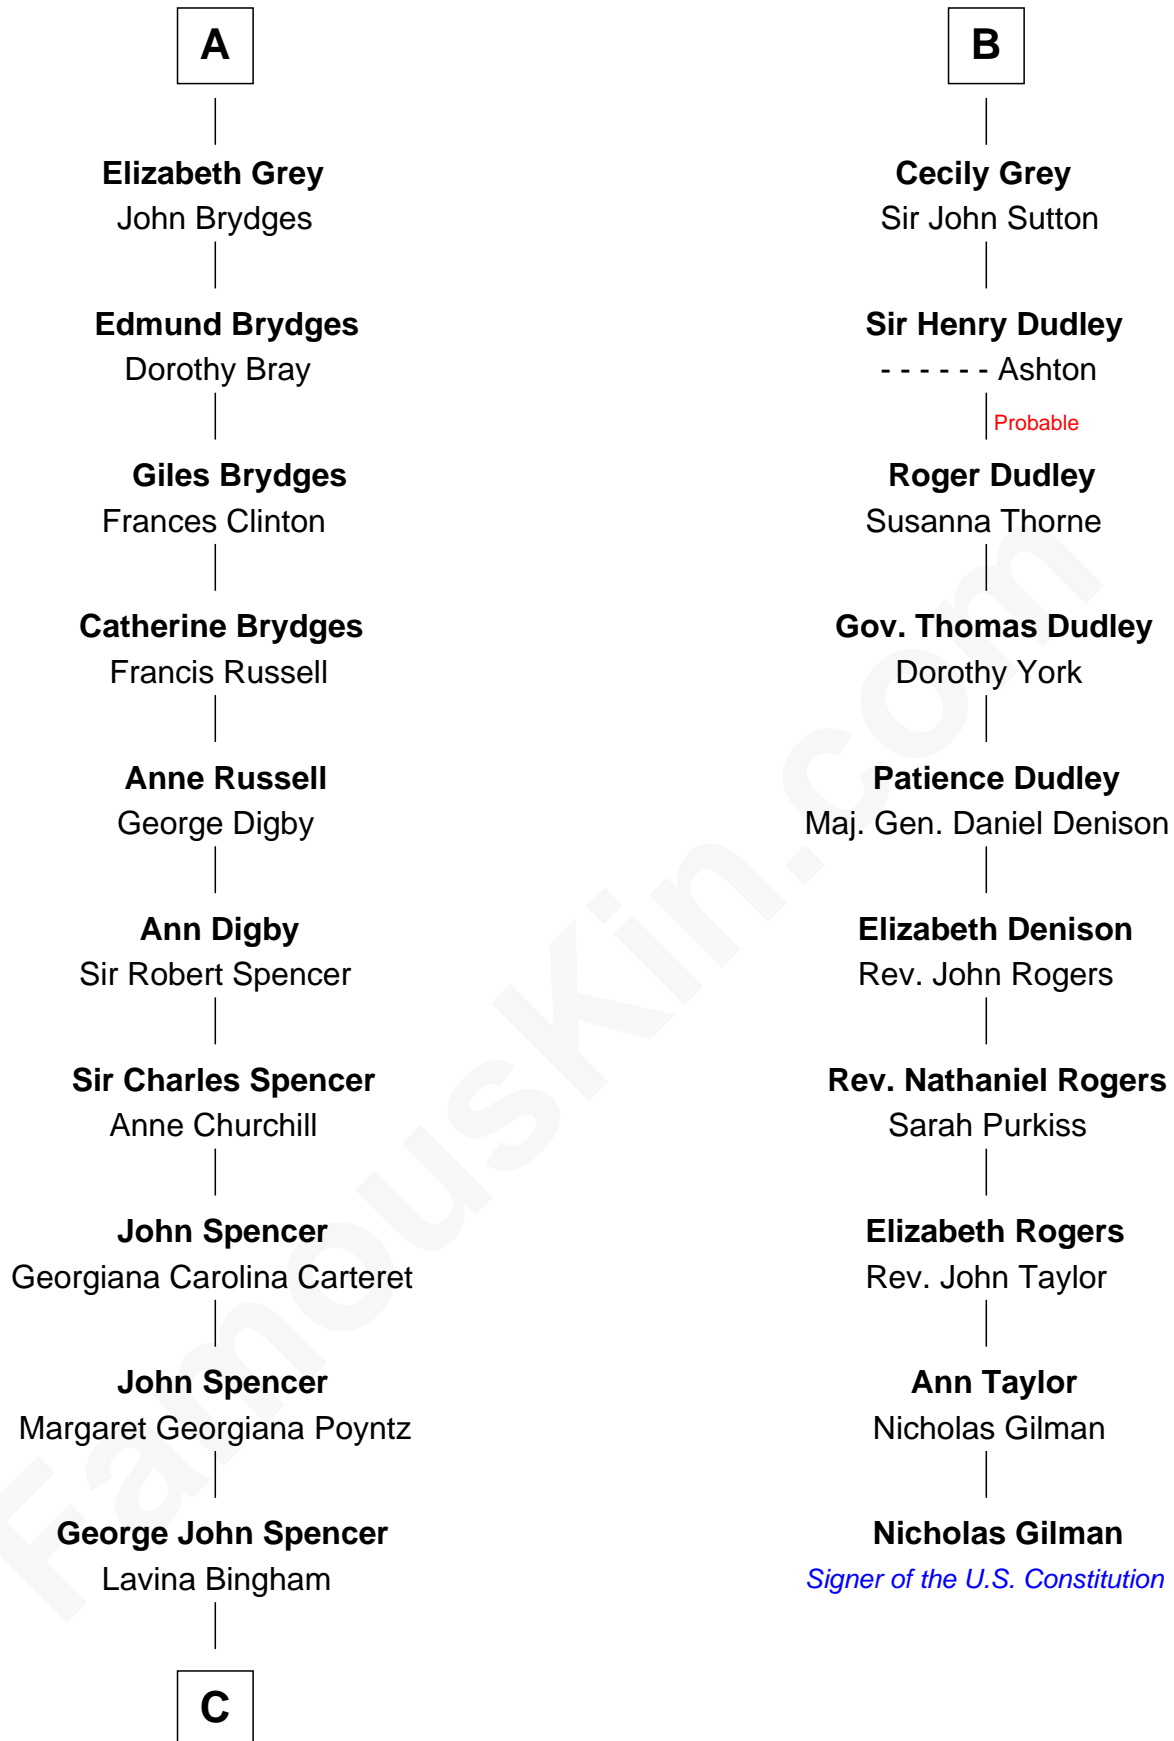 A
Elizabeth Grey
John Brydges
Edmund Brydges
Dorothy Bray
Giles Brydges
Frances Clinton
Catherine Brydges
Francis Russell
Anne Russell
George Digby
Ann Digby
Sir Robert Spencer
Sir Charles Spencer
Anne Churchill
John Spencer
Georgiana Carolina Carteret
John Spencer
Margaret Georgiana Poyntz
George John Spencer
Lavina Bingham
C
B
Cecily Grey
Sir John Sutton
Sir Henry Dudley
- - - - - - Ashton
Probable
Roger Dudley
Susanna Thorne
Gov. Thomas Dudley
Dorothy York
Patience Dudley
Maj. Gen. Daniel Denison
Elizabeth Denison
Rev. John Rogers
Rev. Nathaniel Rogers
Sarah Purkiss
Elizabeth Rogers
Rev. John Taylor
Ann Taylor
Nicholas Gilman
Nicholas Gilman
Signer of the U.S. Constitution
FamousKin.com